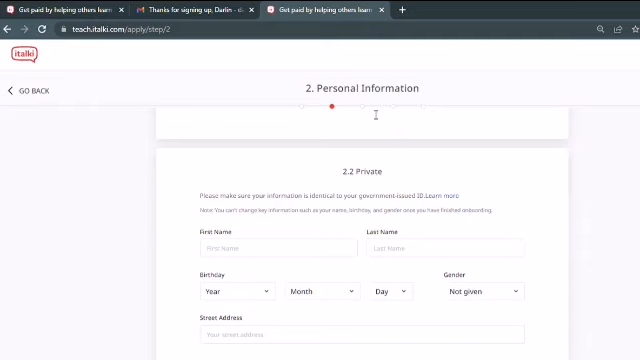 Get paid by helping others learn
Thanks for signing up, Darlin - d
Get paid by helping others learn
teach.italki.com/apply/step/2
italki
GO BACK
2. Personal Information
2.2 Private
Please make sure your information is identical to your government-issued ID.Learn more
Note: You can't change key information such as your name, birthday, and gender once you have finished onboarding.
First Name
Last Name
First Name
Last Name
Birthday
Gender
Year
Month
Day
Not given
Street Address
Your street address